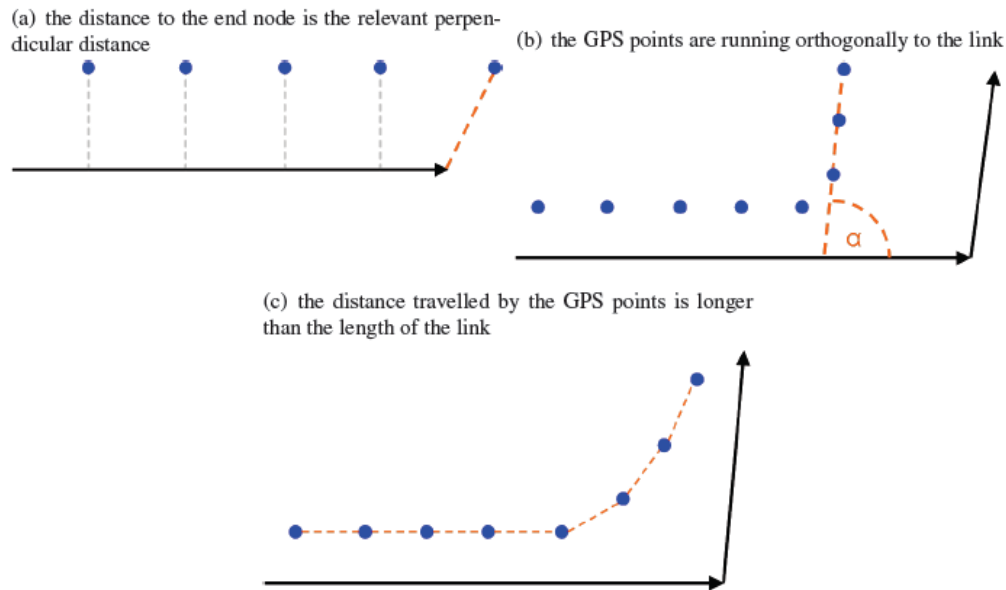 (a) the distance to the end node is the relevant perpen-
dicular distance
(b) the GPS points are running orthogonally to the link
α
(c) the distance travelled by the GPS points is longer
than the length of the link